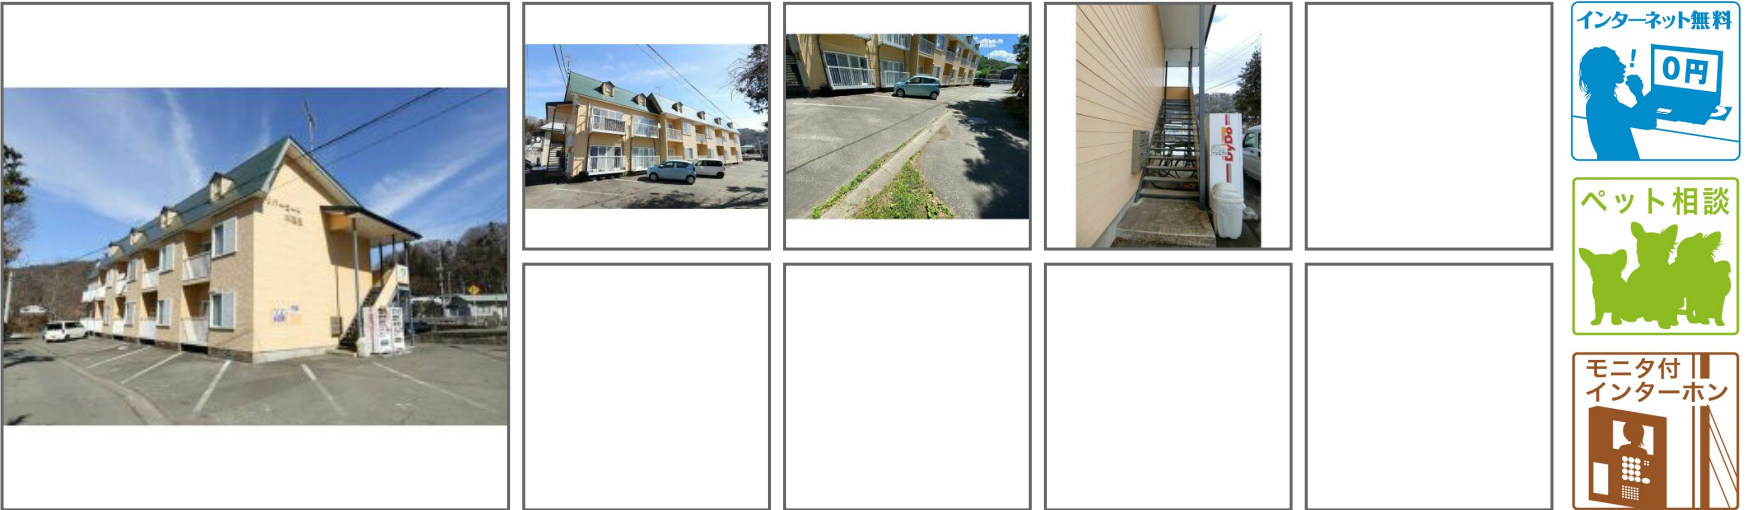 DyDo
インターネット無料
!
0円
ペット相談
モニタ付
インターホン